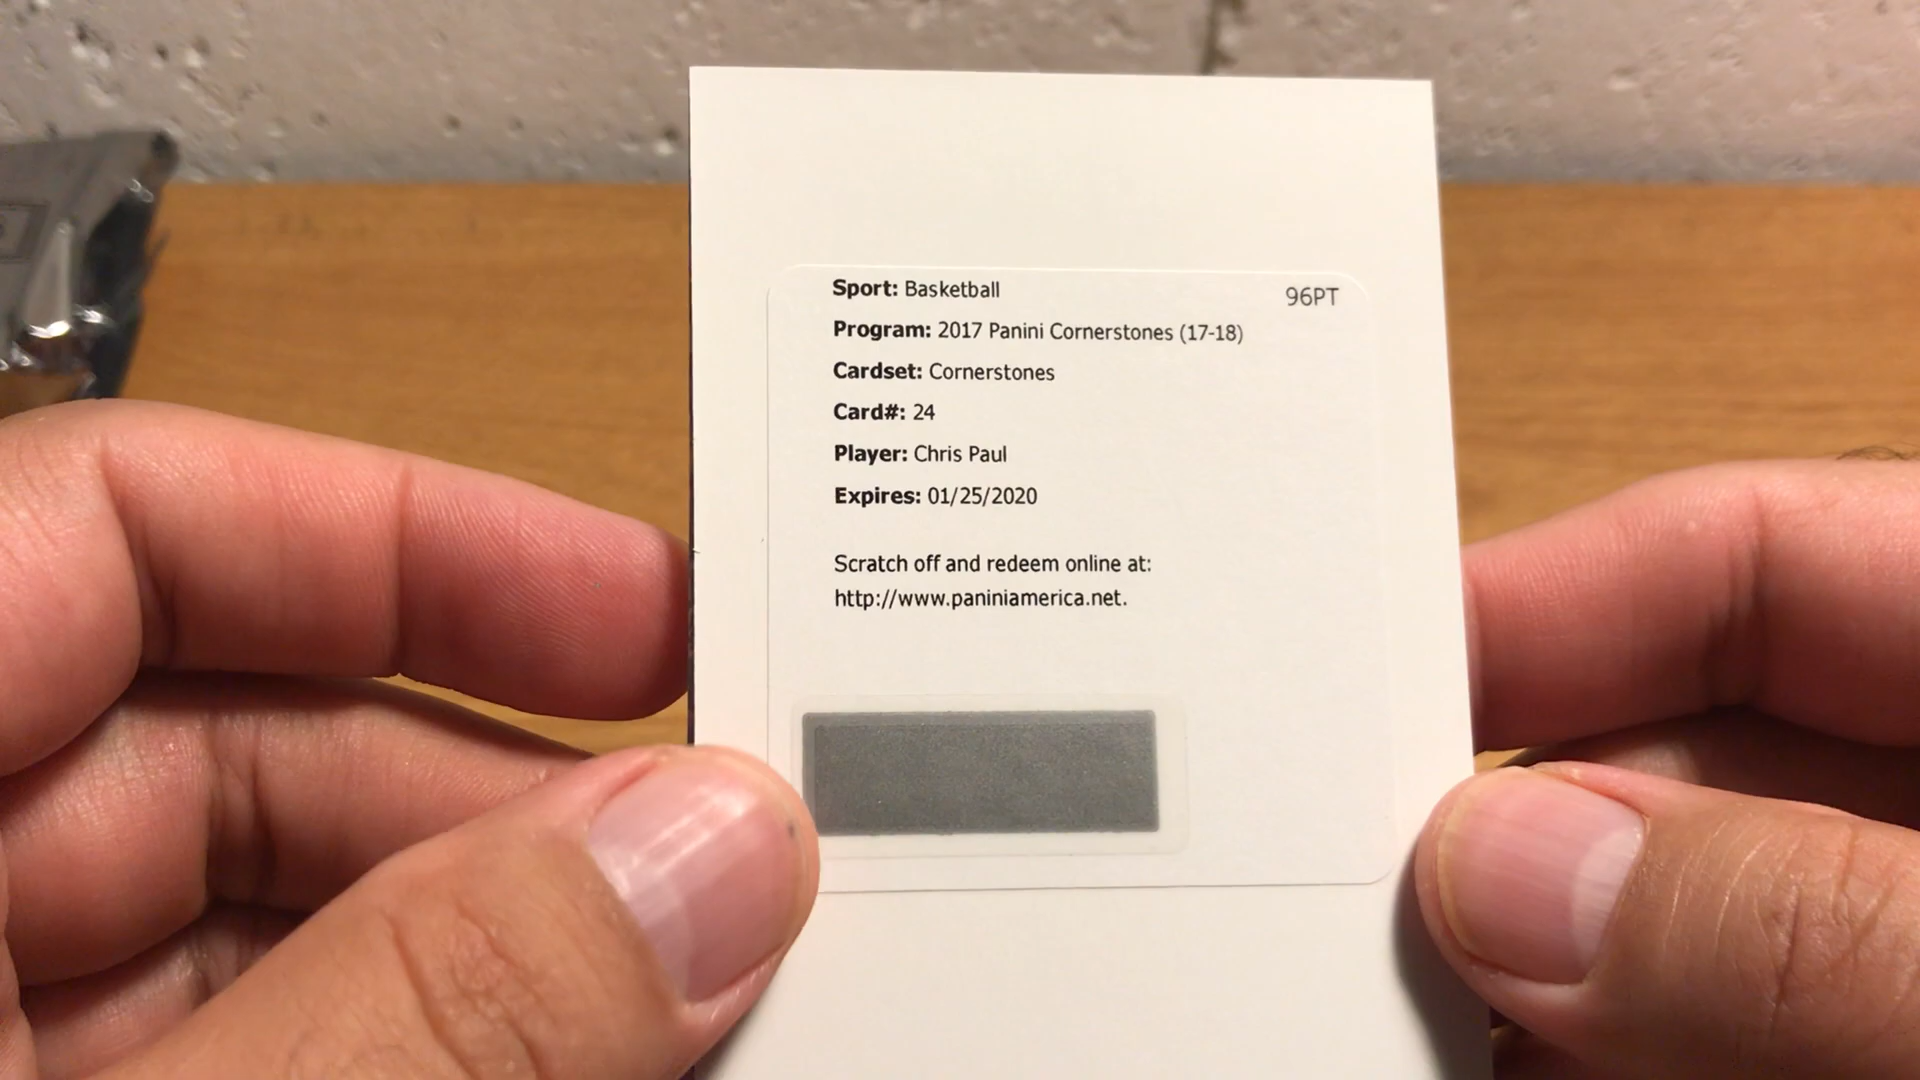 Sport: Basketball
96PT
Program: 2017 Panini Cornerstones (17-18)
Cardset: Cornerstones
Card#: 24
Player: Chris Paul
Expires: 01/25/2020
Scratch off and redeem online at:
http://www.paniniamerica.net.